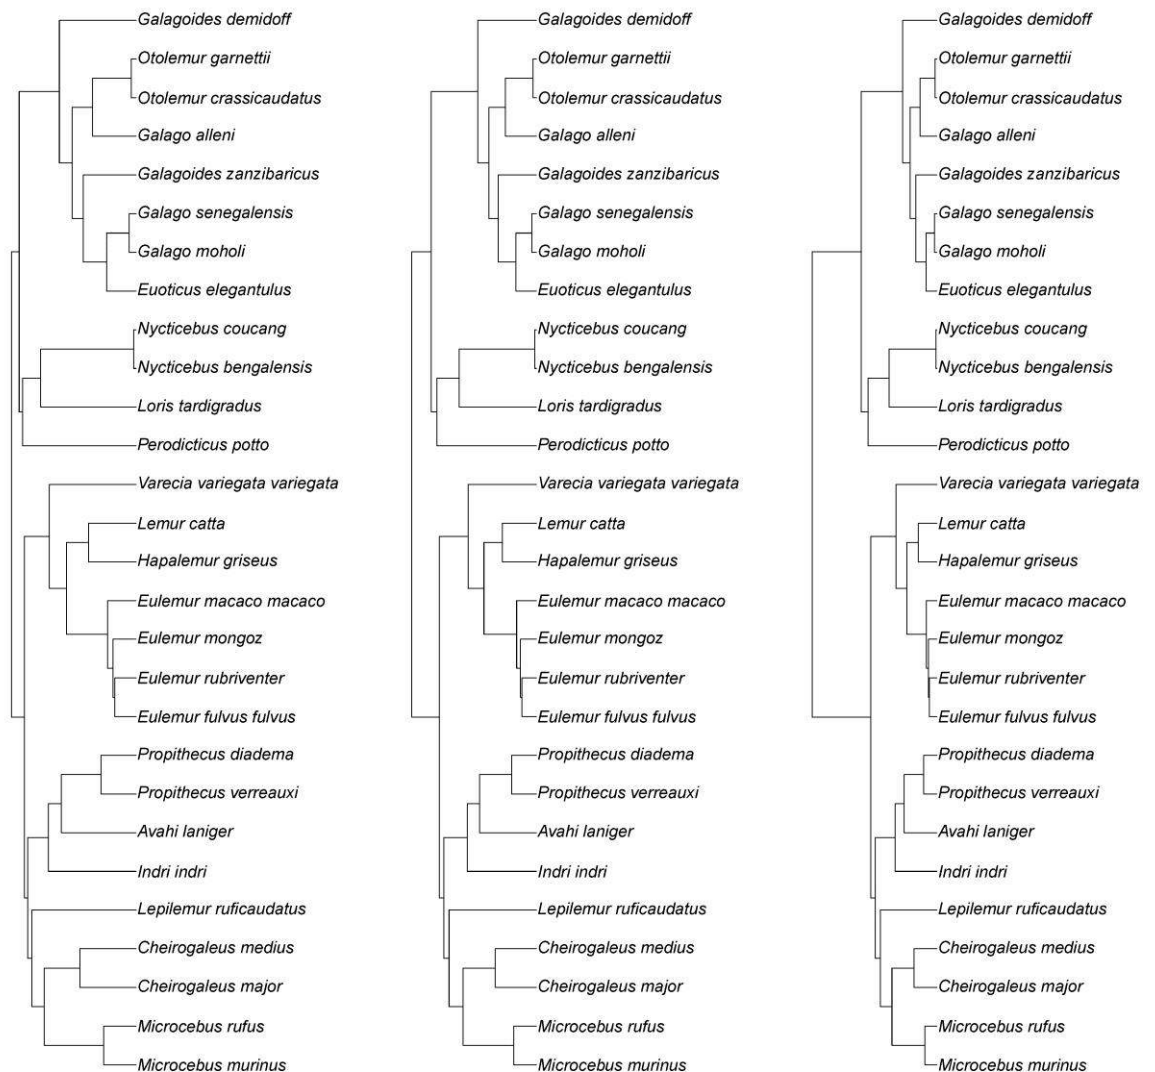 Galagoides demidoff
Otolemur garnettii
Otolemur crassicaudatus
Galago alleni
Galagoides zanzibaricus
Galago senegalensis
Galago moholi
Euoticus elegantulus
Nycticebus coucang
Nycticebus bengalensis
Loris tardigradus
Perodicticus potto
Varecia variegata variegata
Lemur catta
Hapalemur griseus
Eulemur macaco macaco
Eulemur mongoz
Eulemur rubriventer
Eulemur fulvus fulvus
Propithecus diadema
Propithecus verreauxi
Avahi laniger
Indri indri
Lepilemur ruficaudatus
Cheirogaleus medius
Cheirogaleus major
Microcebus rufus
Microcebus murinus
Galagoides demidoff
Otolemur garnettii
Otolemur crassicaudatus
Galago alleni
Galagoides zanzibaricus
Galago senegalensis
Galago moholi
Euoticus elegantulus
Nycticebus coucang
Nycticebus bengalensis
Loris tardigradus
Perodicticus potto
Varecia variegata variegata
Lemur catta
Hapalemur griseus
Eulemur macaco macaco
Eulemur mongoz
Eulemur rubriventer
Eulemur fulvus fulvus
Propithecus diadema
Propithecus verreauxi
Avahi laniger
Indri indri
Lepilemur ruficaudatus
Cheirogaleus medius
Cheirogaleus major
Microcebus rufus
Microcebus murinus
Galagoides demidoff
Otolemur garnettii
Otolemur crassicaudatus
Galago alleni
Galagoides zanzibaricus
Galago senegalensis
Galago moholi
Euoticus elegantulus
Nycticebus coucang
Nycticebus bengalensis
Loris tardigradus
Perodicticus potto
Varecia variegata variegata
Lemur catta
Hapalemur griseus
Eulemur macaco macaco
Eulemur mongoz
Eulemur rubriventer
Eulemur fulvus fulvus
Propithecus diadema
Propithecus verreauxi
Avahi laniger
Indri indri
Lepilemur ruficaudatus
Cheirogaleus medius
Cheirogaleus major
Microcebus rufus
Microcebus murinus